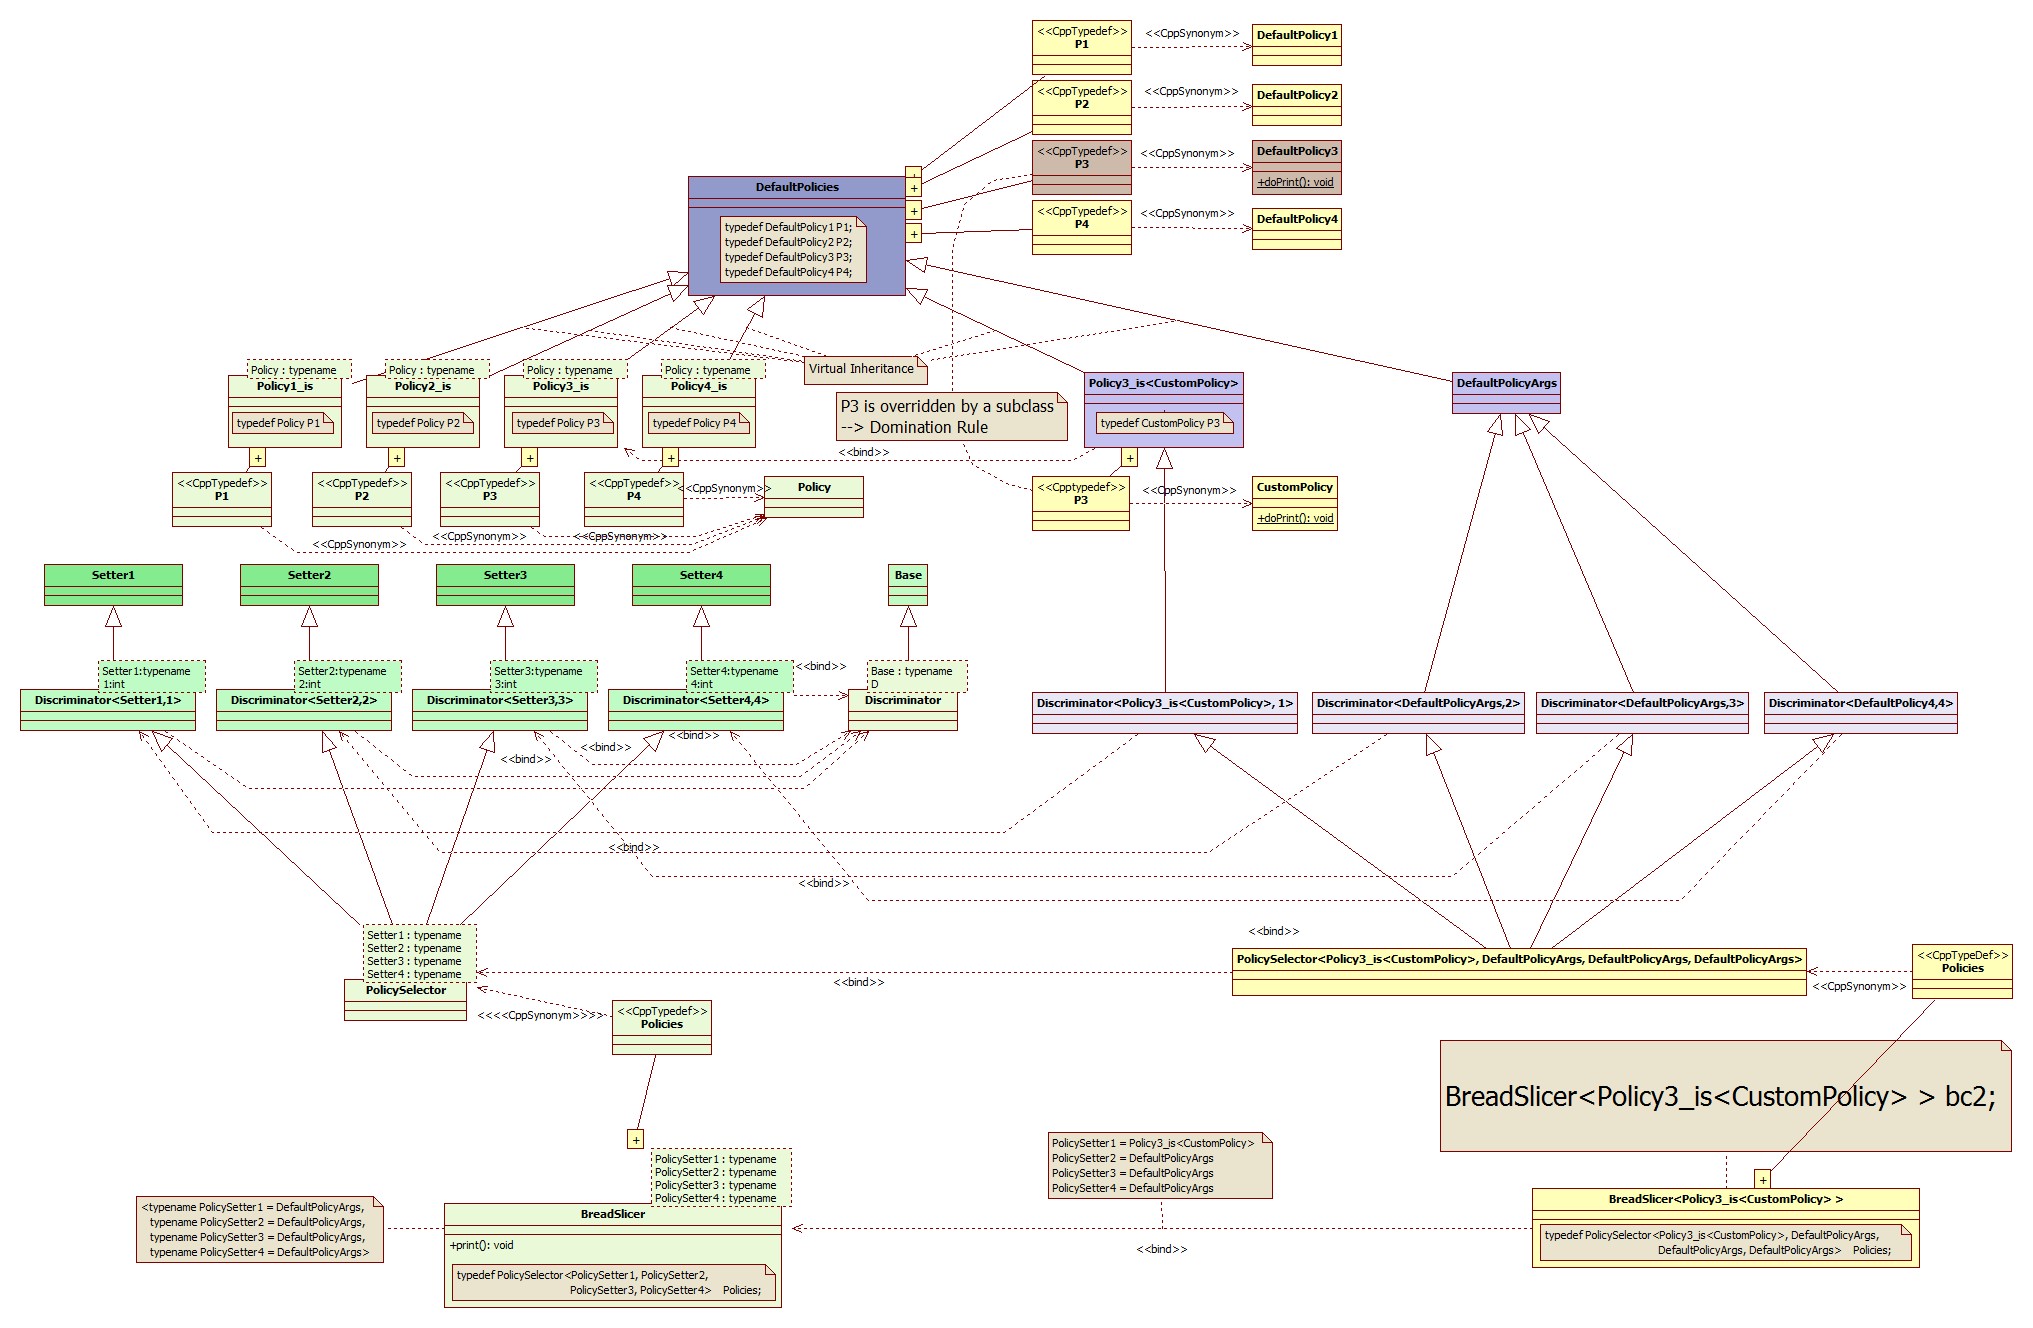 <<CppTypedef>>
P1
<<CppSynonym>>
DefaultPolicy1
<<CppTypedef>>
P2
<<CppSynonym>>
DefaultPolicy2
<<CppTypedef>>
P3
<<CppSynonym>>
DefaultPolicy3
+doPrint(): void
<<CppTypedef>>
P4
<<CppSynonym>>
DefaultPolicy4
+
+
+
+
DefaultPolicies
typedef DefaultPolicy1 P1;
typedef DefaultPolicy2 P2;
typedef DefaultPolicy3 P3;
typedef DefaultPolicy4 P4;
Policy : typename
Policy1_is
typedef Policy P1
Policy : typename
Policy2_is
typedef Policy P2
Policy : typename
Policy3_is
typedef Policy P3
Policy : typename
Policy4_is
typedef Policy P4
Virtual Inheritance
P3 is overridden by a subclass
--> Domination Rule
<<bind>>
Policy3_is<CustomPolicy>
typedef CustomPolicy P3
DefaultPolicyArgs
+
+
+
+
+
<<CppTypedef>>
P1
<<CppTypedef>>
P2
<<CppTypedef>>
P3
<<CppTypedef>>
P4
<<CppSynonym>>
Policy
<<Cpptypedef>>
P3
<<CppSynonym>>
CustomPolicy
+doPrint(): void
<<CppSynonym>>
<<CppSynonym>>
<<CppSynonym>>
Setter1
Setter2
Setter3
Setter4
Base
Setter1:typename
1:int
Discriminator<Setter1,1>
Setter2:typename
2:int
Discriminator<Setter2,2>
Setter3:typename
3:int
Discriminator<Setter3,3>
Setter4:typename
4:int
Discriminator<Setter4,4>
<<bind>>
Base : typename
D
Discriminator
Discriminator<Policy3_is<CustomPolicy>, 1>
Discriminator<DefaultPolicyArgs,2>
Discriminator<DefaultPolicyArgs,3>
Discriminator<DefaultPolicy4,4>
<<bind>>
<<bind>>
<<bind>>
<<bind>>
<<bind>>
Setter1 : typename
Setter2 : typename
Setter3 : typename
Setter4 : typename
PolicySelector
<<bind>>
PolicySelector<Policy3_is<CustomPolicy>, DefaultPolicyArgs, DefaultPolicyArgs, DefaultPolicyArgs>
<<bind>>
<<CppTypeDef>>
Policies
<<CppSynonym>>
<<<<CppSynonym>>>>
<<CppTypedef>>
Policies
BreadSlicer<Policy3_is<CustomPolicy> > bc2;
+
PolicySetter1 : typename
PolicySetter2 : typename
PolicySetter3 : typename
PolicySetter4 : typename
PolicySetter1 = Policy3_is<CustomPolicy>
PolicySetter2 = DefaultPolicyArgs
PolicySetter3 = DefaultPolicyArgs
PolicySetter4 = DefaultPolicyArgs
<typename PolicySetter1 = DefaultPolicyArgs,
typename PolicySetter2 = DefaultPolicyArgs,
typename PolicySetter3 = DefaultPolicyArgs,
typename PolicySetter4 = DefaultPolicyArgs>
BreadSlicer
+print(): void
typedef PolicySelector<PolicySetter1, PolicySetter2,
PolicySetter3, PolicySetter4> Policies;
<<bind>>
+
BreadSlicer<Policy3_is<CustomPolicy> >
typedef PolicySelector<Policy3_is<CustomPolicy>, DefaultPolicyArgs,
DefaultPolicyArgs, DefaultPolicyArgs> Policies;